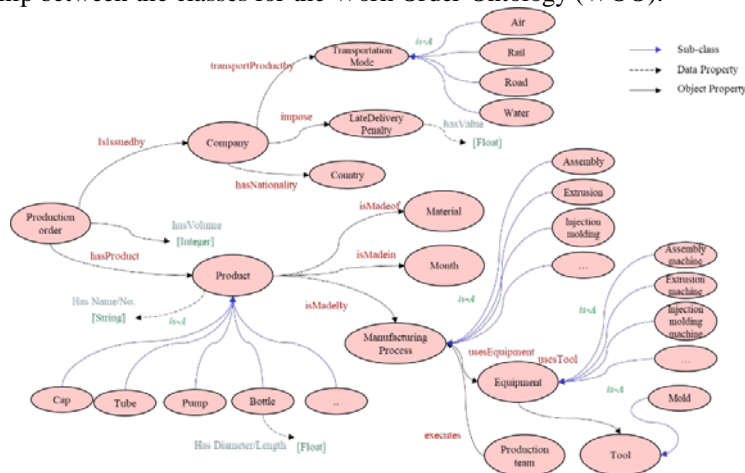 ship between the classes for the Work Order Ontology (WOO).
Air
is-A
Rail
Transportation
Mode
Road
Water
transportProductby
Sub-class
Data Property
Object Property
impose
LateDelivery
Penalty
hasValue
[Float]
IsIssuedby
Company
hasNationality
Country
Production
order
hasVolume
[Integer]
hasProduct
Product
isMadeof
Material
isMadein
Month
isMadeBy
Manufacturing
Process
Assembly
Extrusion
Injection
molding
...
is-A
Assembly
machine
Extrusion
machine
Injection
molding
machine
...
is-A
Has Name/No.
[String]
is-A
Cap
Tube
Pump
Bottle
..
Has Diameter/Length
[Float]
usesEquipment
usesTool
Equipment
is-A
Mold
executes
Production
team
Tool